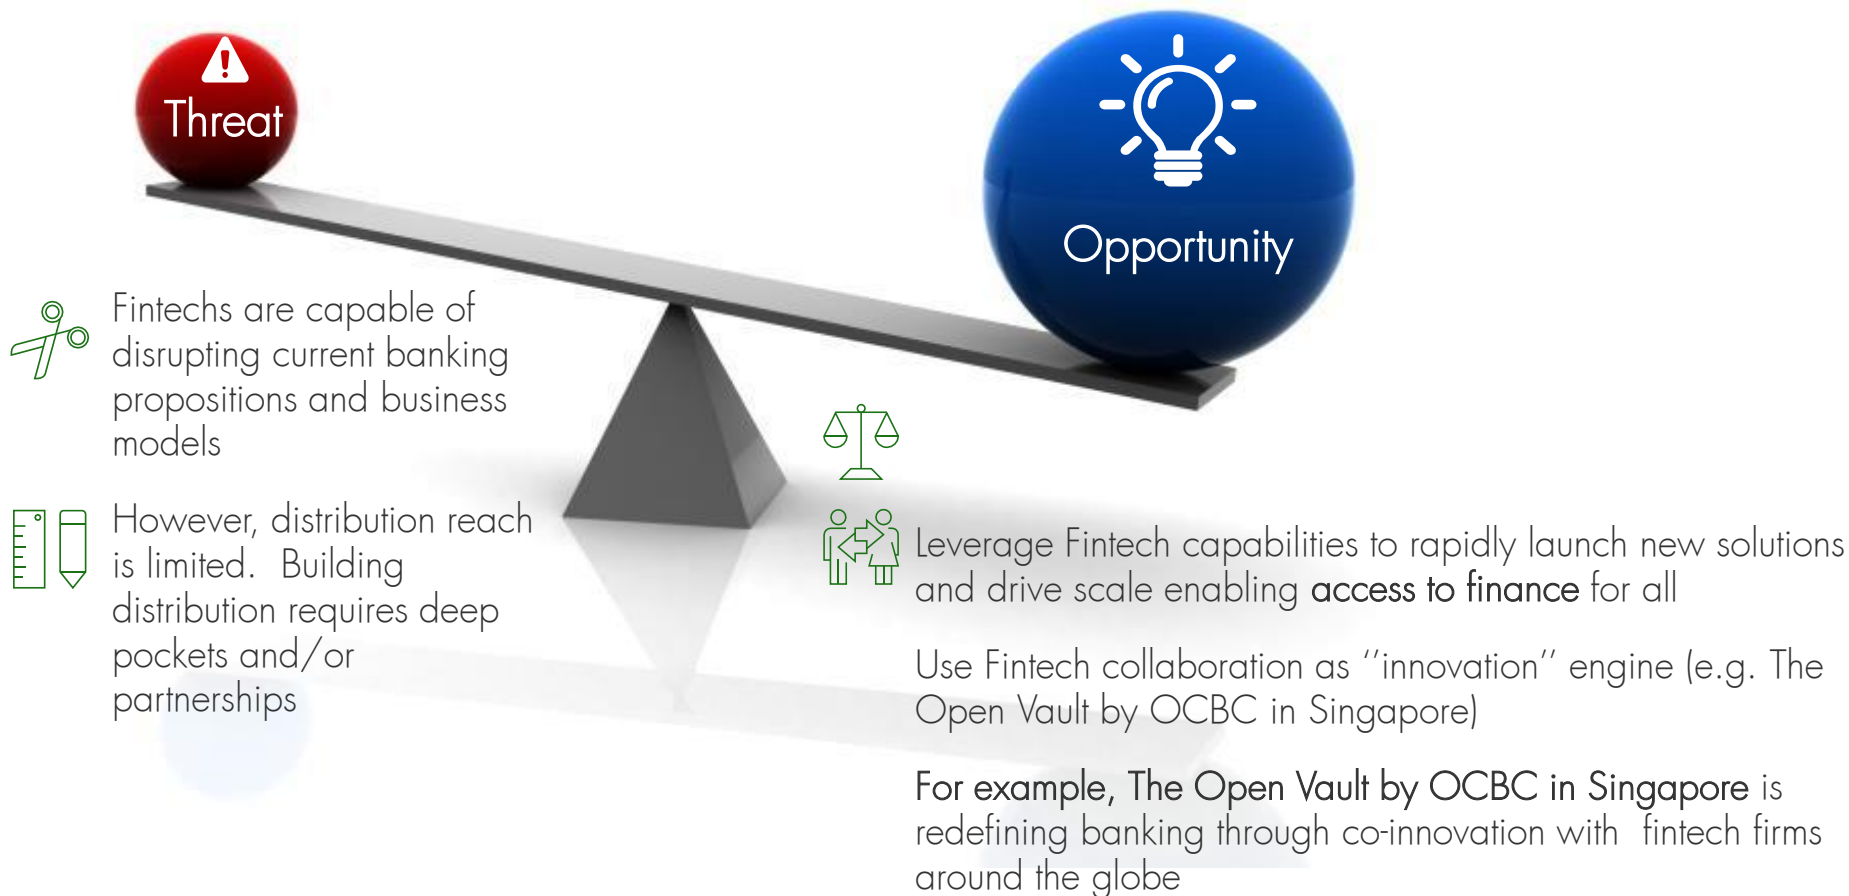 Threat
Opportunity
Fintechs are capable of
disrupting current banking
propositions and business
models
However, distribution reach
is limited.  Building
distribution requires deep
pockets and/or
partnerships
Leverage Fintech capabilities to rapidly launch new solutions
and drive scale enabling access to finance for all
Use Fintech collaboration as ‘’innovation’’ engine (e.g. The
Open Vault by OCBC in Singapore)
For example, The Open Vault by OCBC in Singapore is
redefining banking through co-innovation with  fintech firms
around the globe